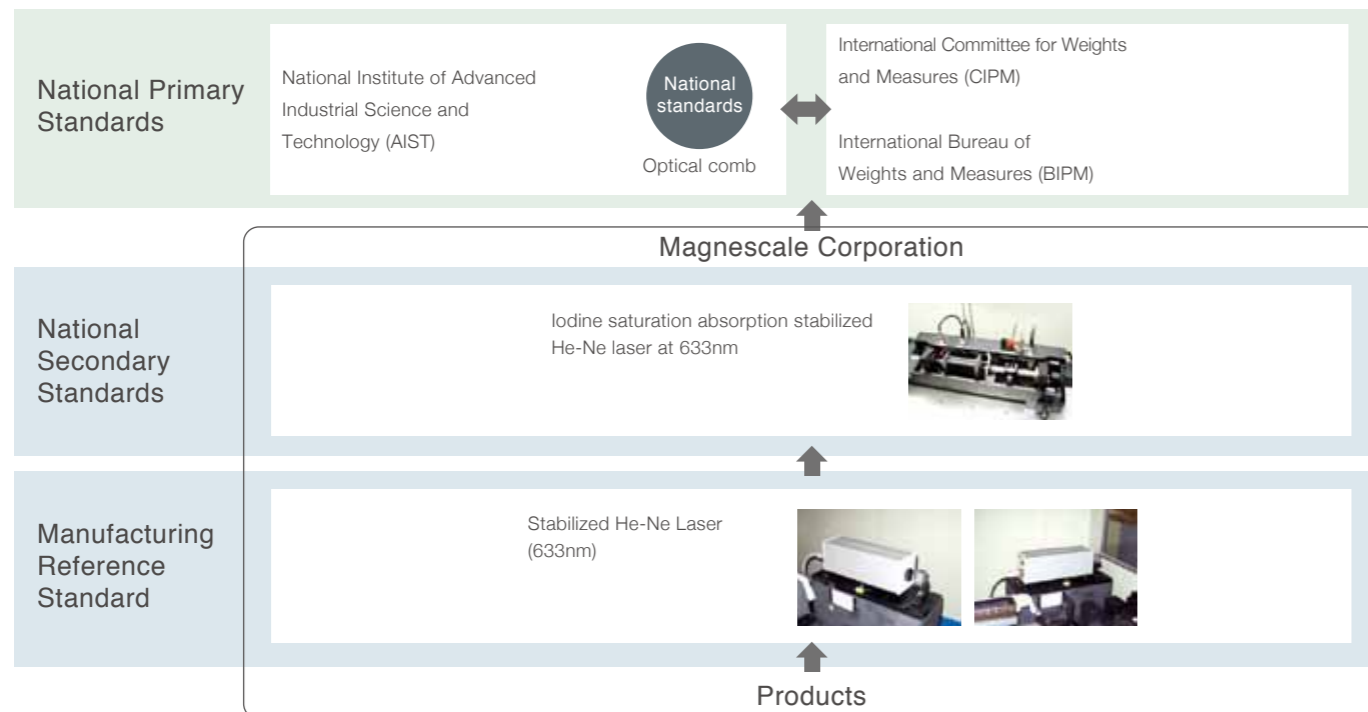 National Primary
Standards
National Institute of Advanced
Industrial Science and
Technology (AIST)
National
standards
Optical comb
International Committee for Weights
and Measures (CIPM)
International Bureau of
Weights and Measures (BIPM)
Magnescale Corporation
National
Secondary
Standards
Iodine saturation absorption stabilized
He-Ne laser at 633nm
Manufacturing
Reference
Standard
Stabilized He-Ne Laser
(633nm)
Products